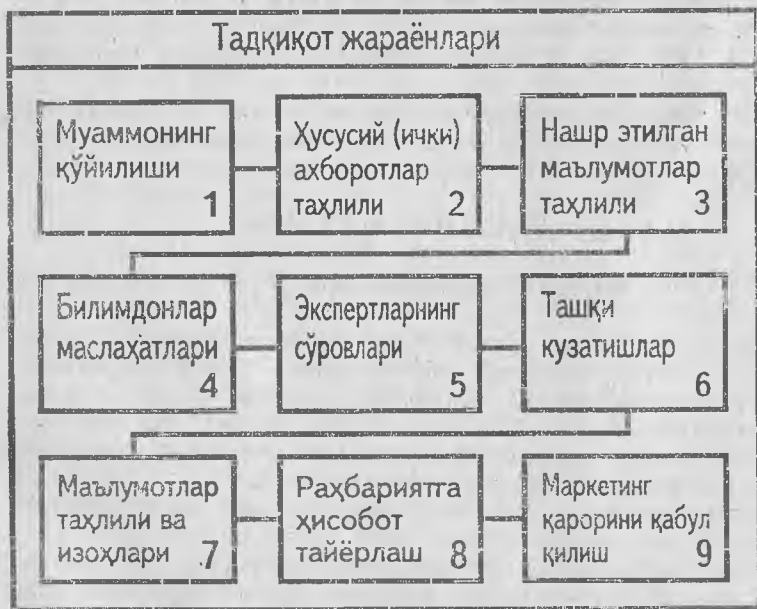 Тадқиқот жараёнлари
Муаммонинг
қўйилиши
1
Ҳусусий (ички)
ахборотлар
таҳлили 2
Нашр этилган
маълумотлар
таҳлили 3
Билимдонлар
маслаҳатлари
4
Экспертларнинг
сўровлари
5
Ташқи
кузатишлар
6
Маълумотлар
таҳлили ва
изоҳлари 7
Раҳбариятга
ҳисобот
тайёрлаш 8
Маркетинг
қарорини қабул
қилиш 9